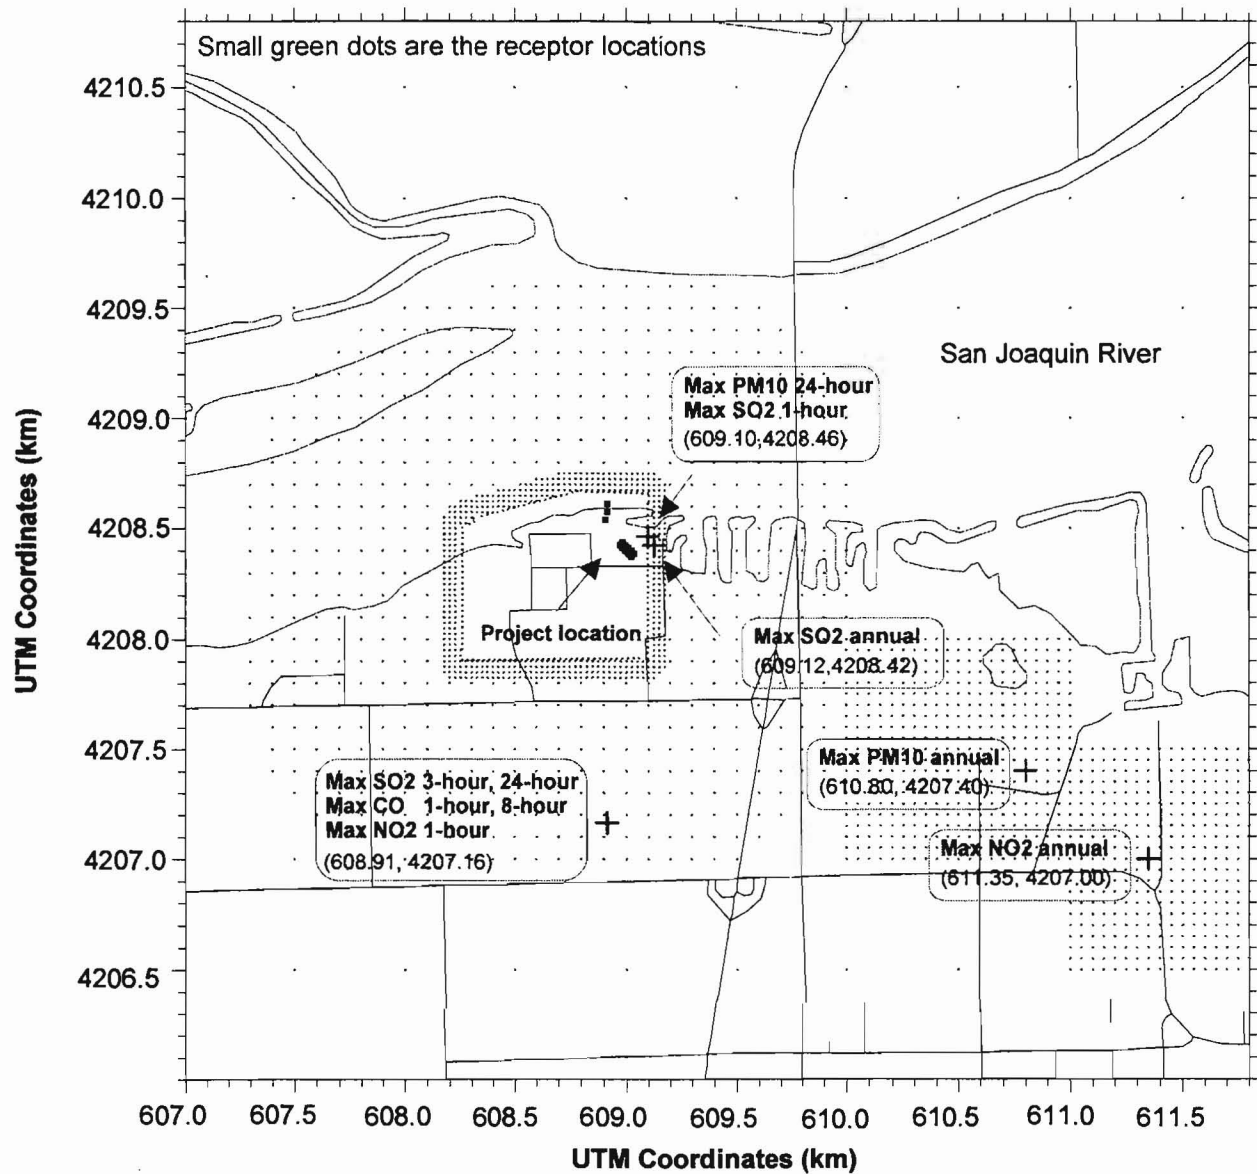 Small green dots are the receptor locations
4210.5
4210.0
4209.5
San Joaquin River
Max PM10 24-hour
Max SO2 1-hour
(609.10,4208.46)
4209.0
4208.5
4208.0
Project location
Max SO2 annual
(609.12,4208.42)
4207.5
Max PM10 annual
(610.80, 4207.40)
Max SO2 3-hour, 24-hour
Max CO 1-hour, 8-hour
Max NO2 1-hour
(608.91, 4207.16)
4207.0
Max NO2 annual
(611.35, 4207.00)
4206.5
UTM Coordinates (km)
607.0 607.5 608.0 608.5 609.0 609.5 610.0 610.5 611.0 611.5
UTM Coordinates (km)